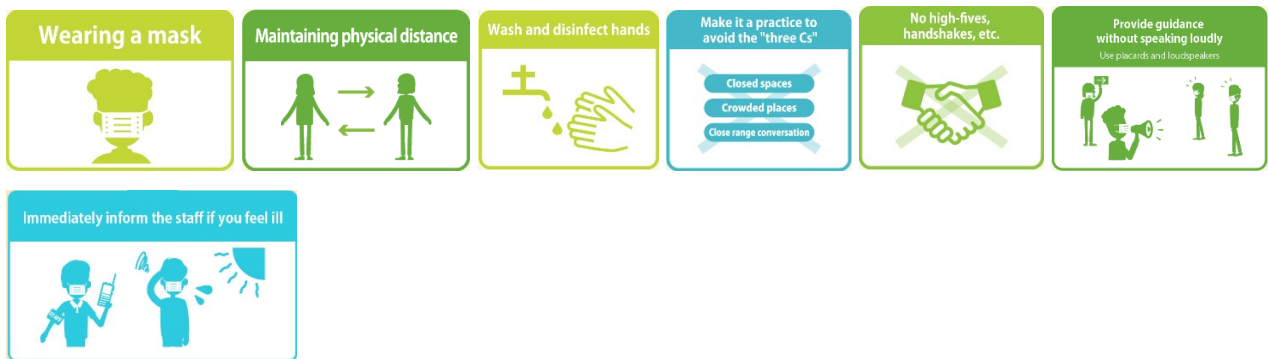 Wearing a mask
Maintaining physical distance
Wash and disinfect hands
Make it a practice to
avoid the "three Cs"
Closed spaces
Crowded places
Close range conversation
No high-fives,
handshakes, etc.
Provide guidance
without speaking loudly
Use placards and loudspeakers
Immediately inform the staff if you feel ill
STAFF